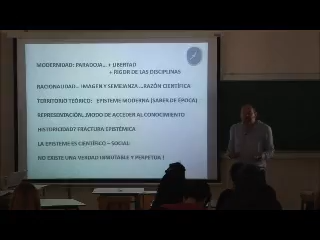 MODERNIDAD: PARADOJA... + LIBERTAD
+ RIGOR DE LAS DISCIPLINAS
RACIONALIDAD... IMAGEN Y SEMEJANZA ...RAZÓN CIENTÍFICA
TERRITORIO TEÓRICO: EPISTEME MODERNA (SABER DE ÉPOCA)
REPRESENTACIÓN...MODO DE ACCEDER AL CONOCIMIENTO
HISTORICIDAD? FRACTURA EPISTÉMICA
LA EPISTEME ES CIENTÍFICO – SOCIAL
NO EXISTE UNA VERDAD INMUTABLE Y PERPETUA !